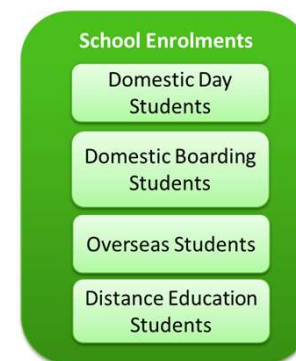 School Enrolments
Domestic Day
Students
Domestic Boarding
Students
Overseas Students
Distance Education
Students